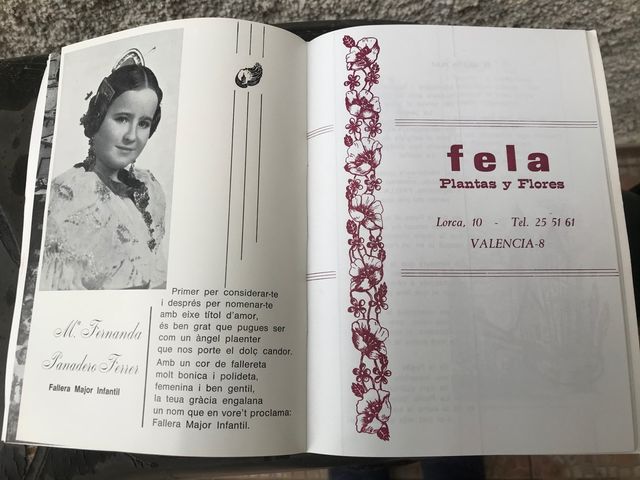 Mª Fernanda
Panadero Ferrer
Fallera Major Infantil
Primer per considerar-te
i després per nomenar-te
amb eixe títol d'amor,
és ben grat que pugues ser
com un àngel plaenter
que nos porte el dolç candor.
Amb un cor de fallereta
molt bonica i polideta,
femenina i ben gentil,
la teua gràcia engalana
un nom que en vore't proclama:
Fallera Major Infantil.
fela
Plantas y Flores
Lorca, 10 - Tel. 25 51 61
VALENCIA-8